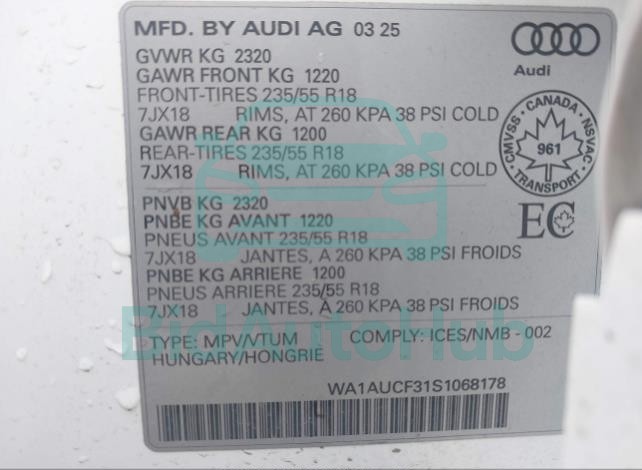 MFD. BY AUDI AG 03 25
GVWR KG 2320
GAWR FRONT KG 1220
Audi
FRONT-TIRES 235/55 R18
7JX18 RIMS, AT 260 KPA 38 PSI COLD
GAWR REAR KG 1200
REAR-TIRES 235/55 R18
7JX18 RIMS, AT 260 KPA 38 PSI COLD
CMVSS - CANADA - NSVAC
961
TRANSPORT
PNVB KG 2320
PNBE KG AVANT 1220
PNEUS AVANT 235/55 R18
7JX18 JANTES, A 260 KPA 38 PSI FROIDS
EC
PNBE KG ARRIERE 1200
PNEUS ARRIERE 235/55 R18
7JX18 JANTES, A 260 KPA 38 PSI FROIDS
TYPE: MPV/VTUM COMPLY: ICES/NMB - 002
HUNGARY/HONGRIE
BidAutoHub
WA1AUCF31S1068178